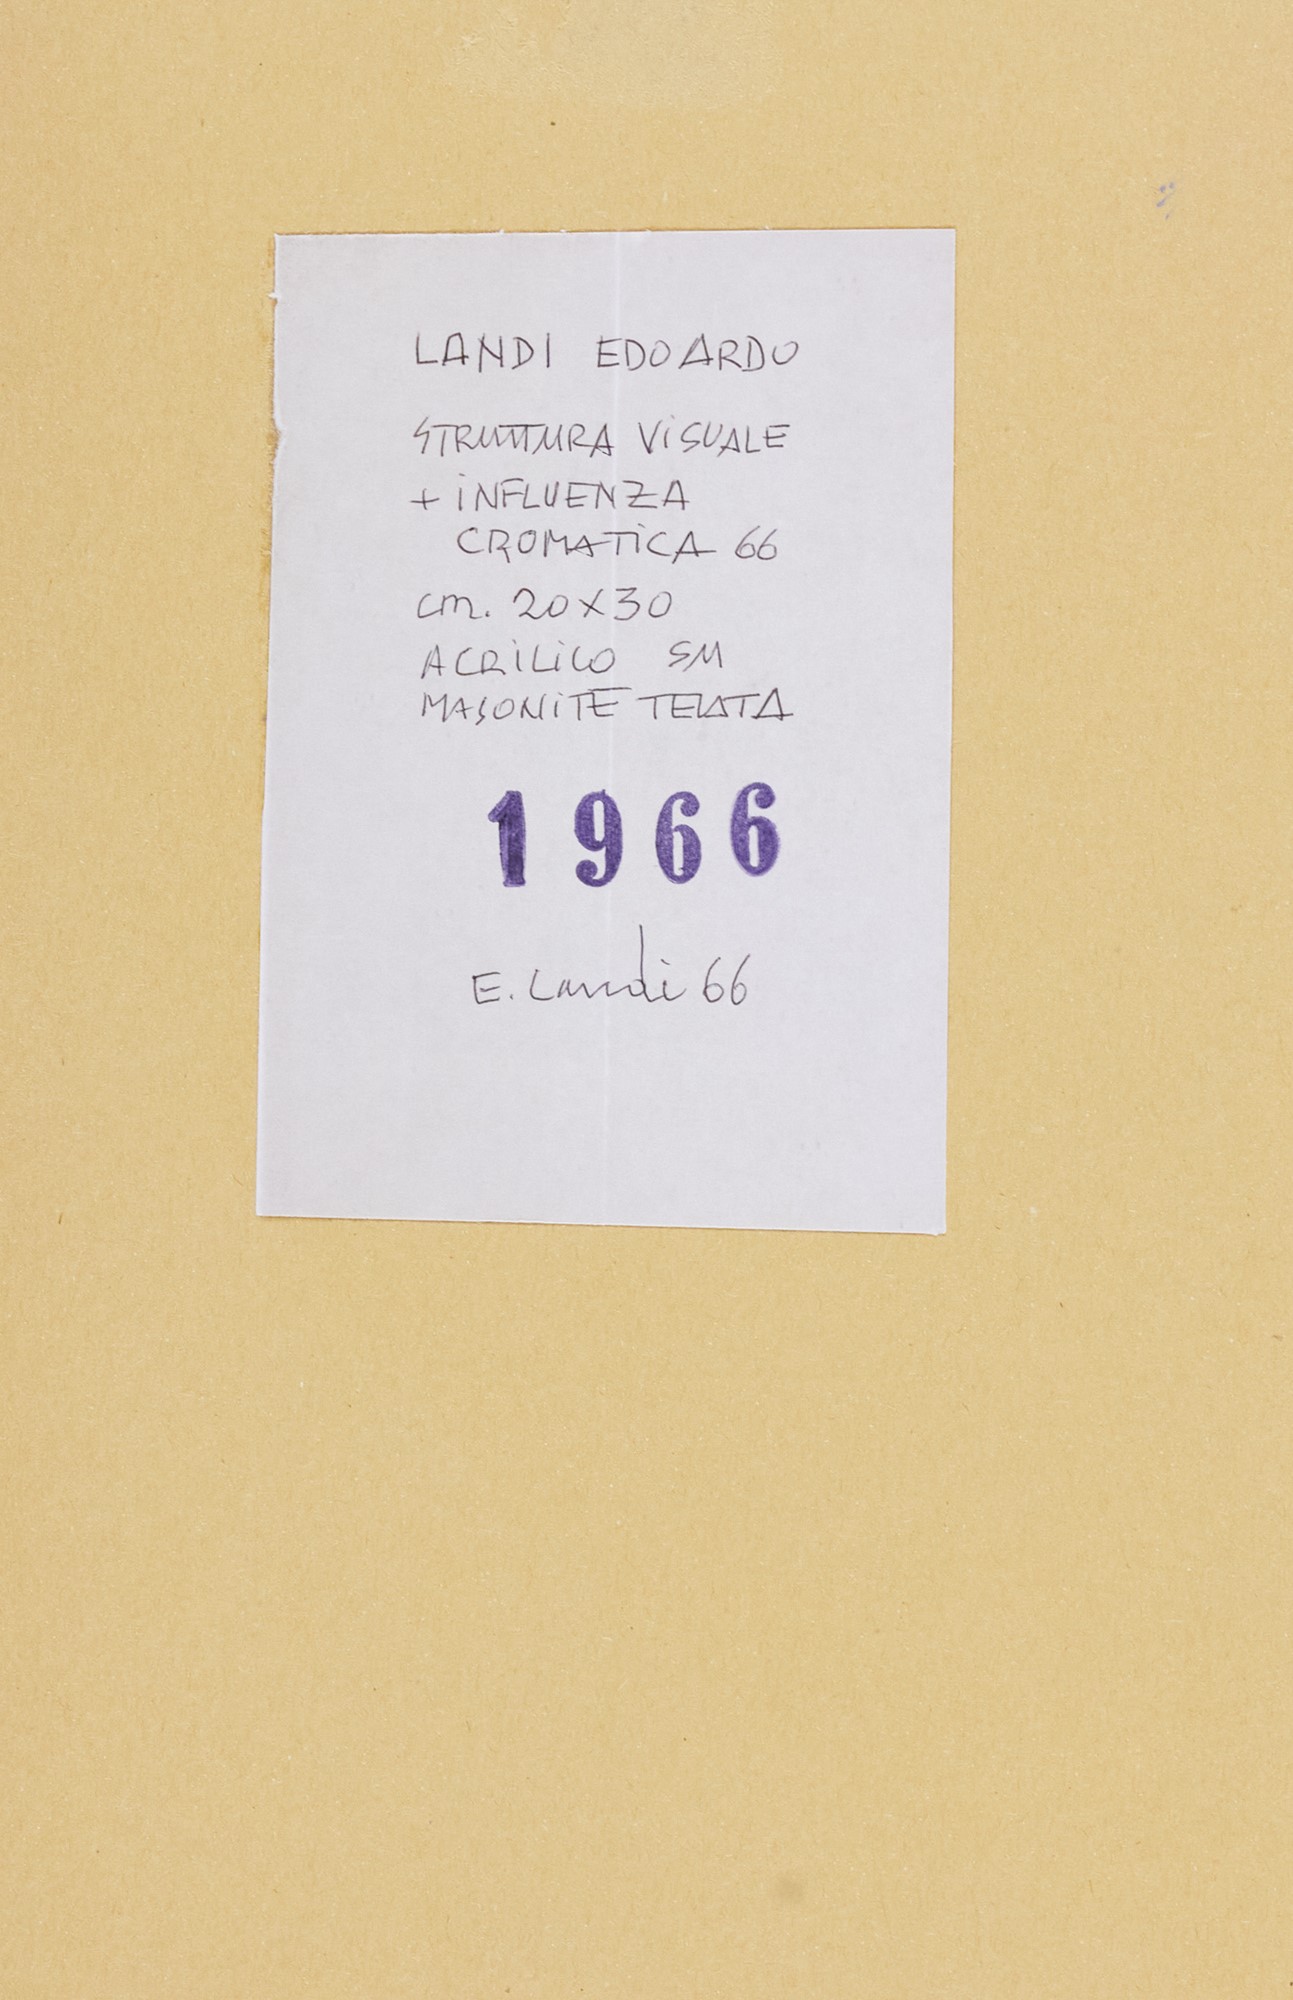 LANDI EDOARDO
STRUTTURA VISUALE
+ INFLUENZA
CROMATICA 66
cm. 20x30
ACRILICO SU
MASONITE TELATA
1966
E. Landi 66